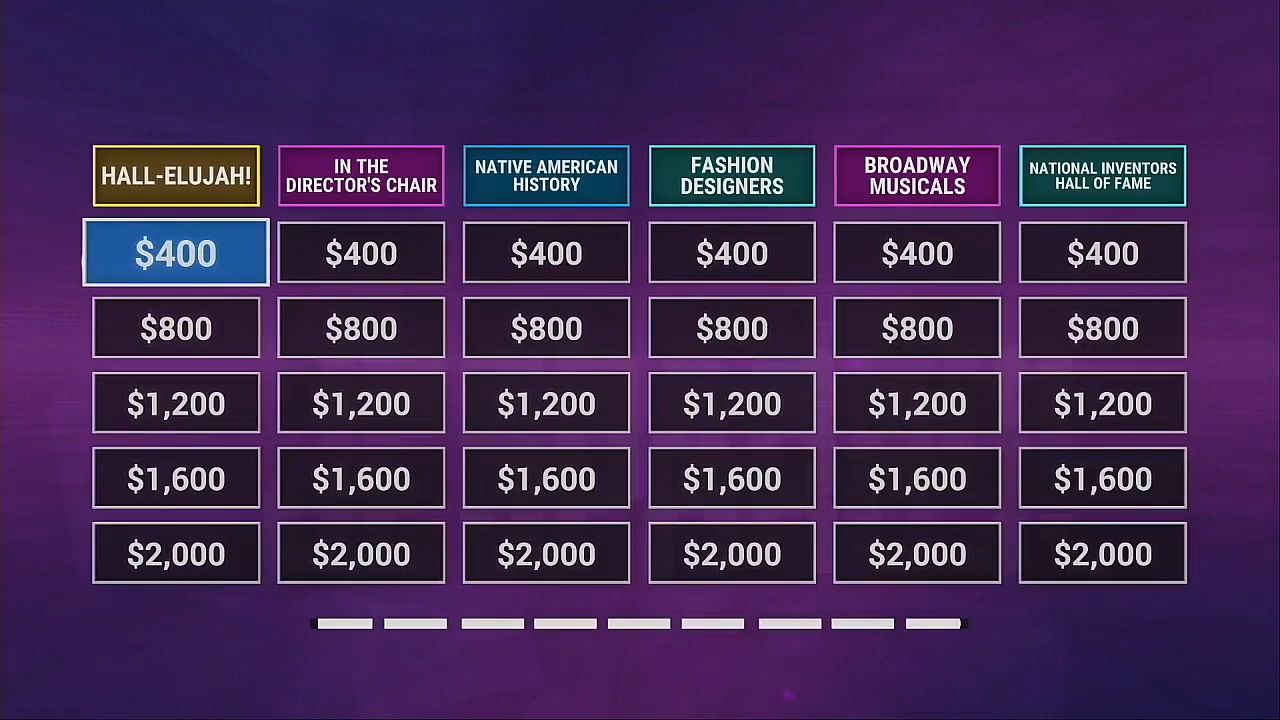 HALL-ELUJAH!
IN THE
DIRECTOR'S CHAIR
NATIVE AMERICAN
HISTORY
FASHION
DESIGNERS
BROADWAY
MUSICALS
NATIONAL INVENTORS
HALL OF FAME
$400 $400 $400 $400 $400 $400
$800 $800 $800 $800 $800 $800
$1,200 $1,200 $1,200 $1,200 $1,200 $1,200
$1,600 $1,600 $1,600 $1,600 $1,600 $1,600
$2,000 $2,000 $2,000 $2,000 $2,000 $2,000